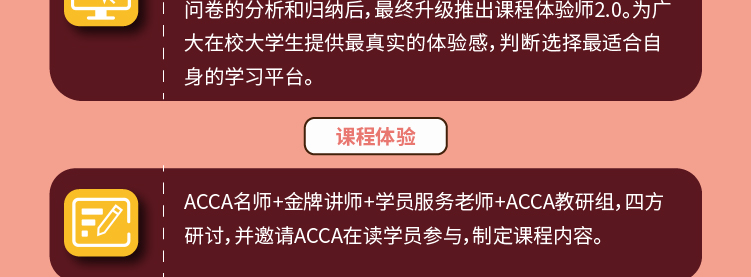 问卷的分析和归纳后，最终升级推出课程体验师2.0。为广
大在校大学生提供最真实的体验感，判断选择最适合自
身的学习平台。
课程体验
ACCA名师+金牌讲师+学员服务老师+ACCA教研组，四方
研讨，并邀请ACCA在读学员参与，制定课程内容。